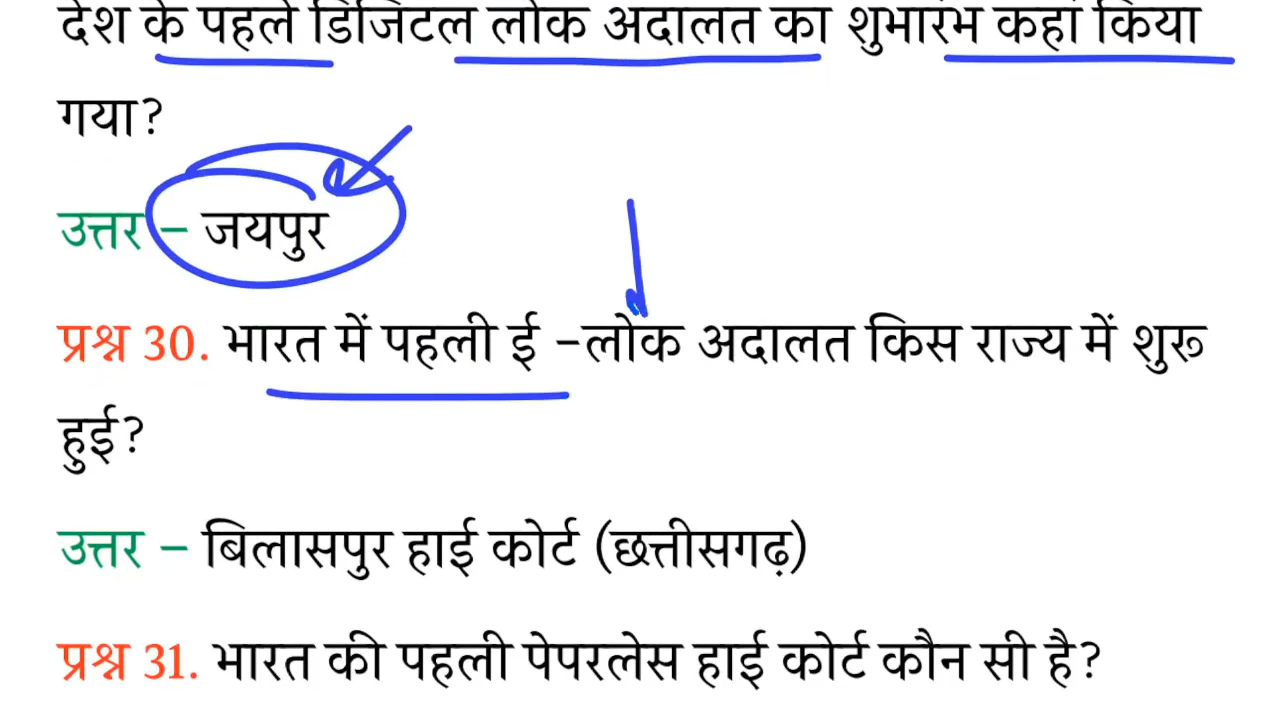 देश के पहले डिजिटल लोक अदालत का शुभारंभ कहां किया
गया?
उत्तर – जयपुर
प्रश्न 30. भारत में पहली ई -लोक अदालत किस राज्य में शुरू
हुई?
उत्तर – बिलासपुर हाई कोर्ट (छत्तीसगढ़)
प्रश्न 31. भारत की पहली पेपरलेस हाई कोर्ट कौन सी है?